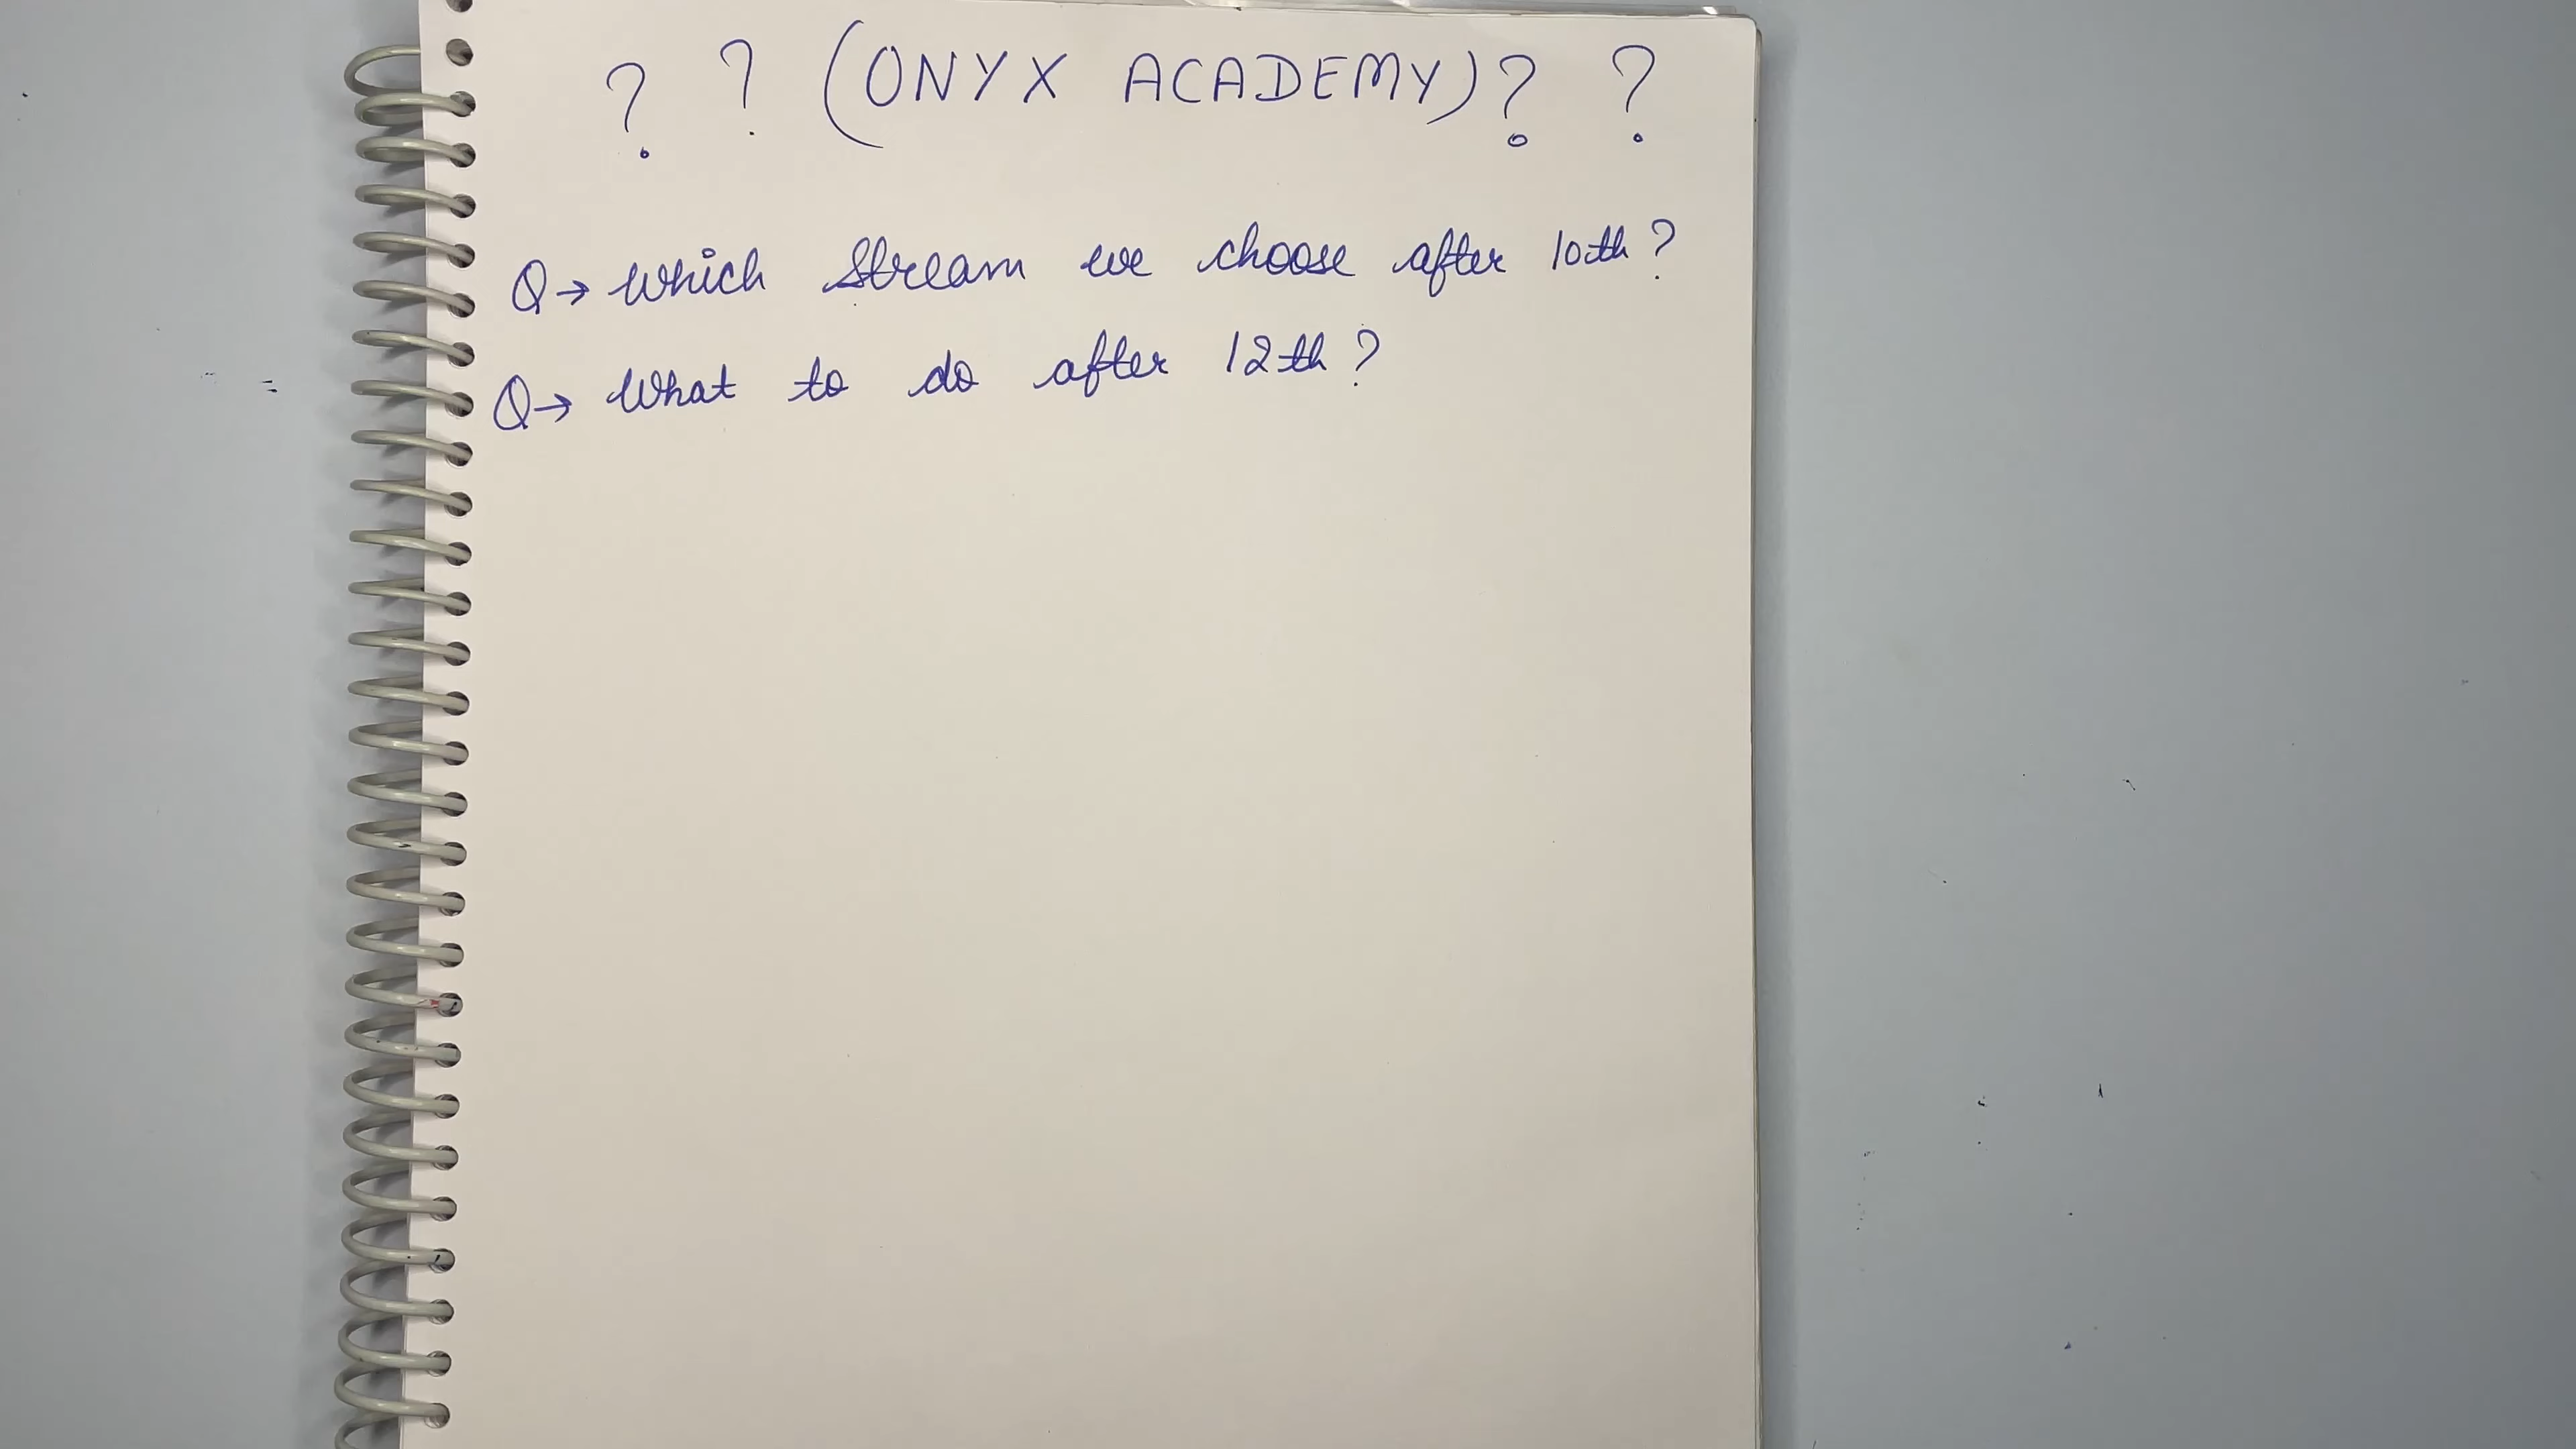 ? ? (ONYX ACADEMY) ? ?
Q→ Which Stream we choose after 10th?
Q→ What to do after 12th?